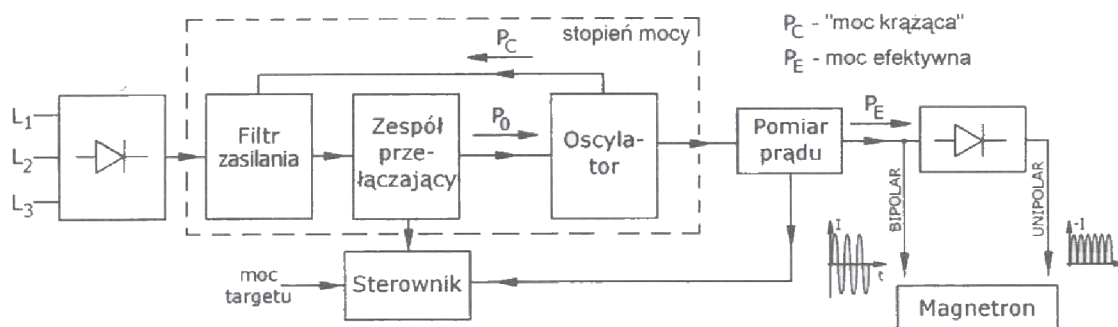 stopień mocy
P_C
P_C - "moc krążąca"
P_E - moc efektywna
L_1
L_2
L_3
Filtr
zasilania
Zespół
prze-
łączający
P_0
Oscyla-
tor
Pomiar
prądu
P_E
BIPOLAR
UNIPOLAR
I
t
-I
moc
targetu
Sterownik
Magnetron